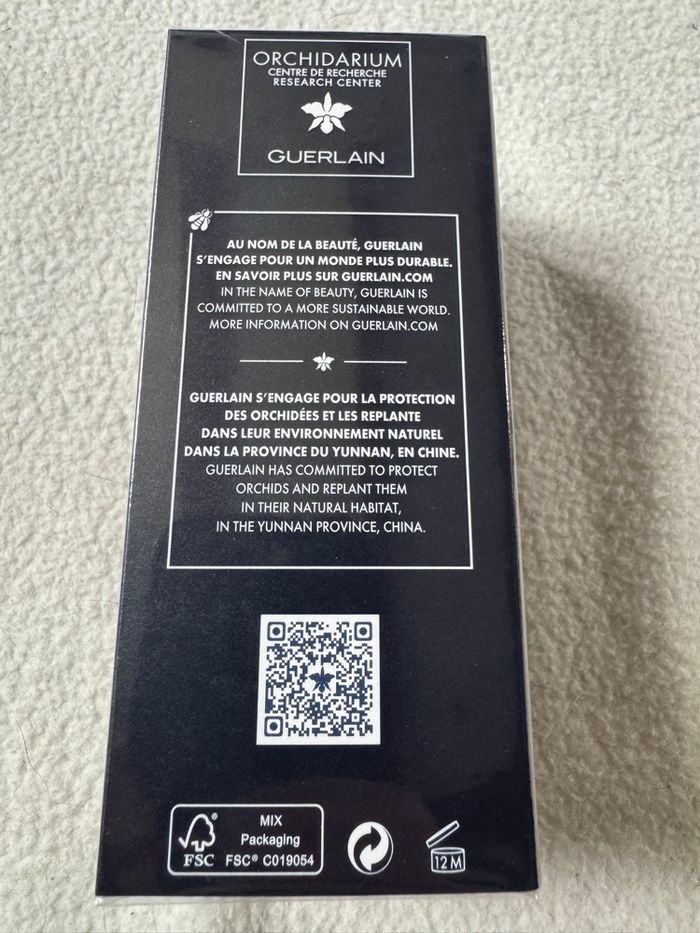 ORCHIDARIUM
CENTRE DE RECHERCHE
RESEARCH CENTER
GUERLAIN
AU NOM DE LA BEAUTÉ, GUERLAIN
S'ENGAGE POUR UN MONDE PLUS DURABLE.
EN SAVOIR PLUS SUR GUERLAIN.COM
IN THE NAME OF BEAUTY, GUERLAIN IS
COMMITTED TO A MORE SUSTAINABLE WORLD.
MORE INFORMATION ON GUERLAIN.COM
GUERLAIN S'ENGAGE POUR LA PROTECTION
DES ORCHIDÉES ET LES REPLANTE
DANS LEUR ENVIRONNEMENT NATUREL
DANS LA PROVINCE DU YUNNAN, EN CHINE.
GUERLAIN HAS COMMITTED TO PROTECT
ORCHIDS AND REPLANT THEM
IN THEIR NATURAL HABITAT,
IN THE YUNNAN PROVINCE, CHINA.
MIX
Packaging
FSC® C019054
FSC
12 M